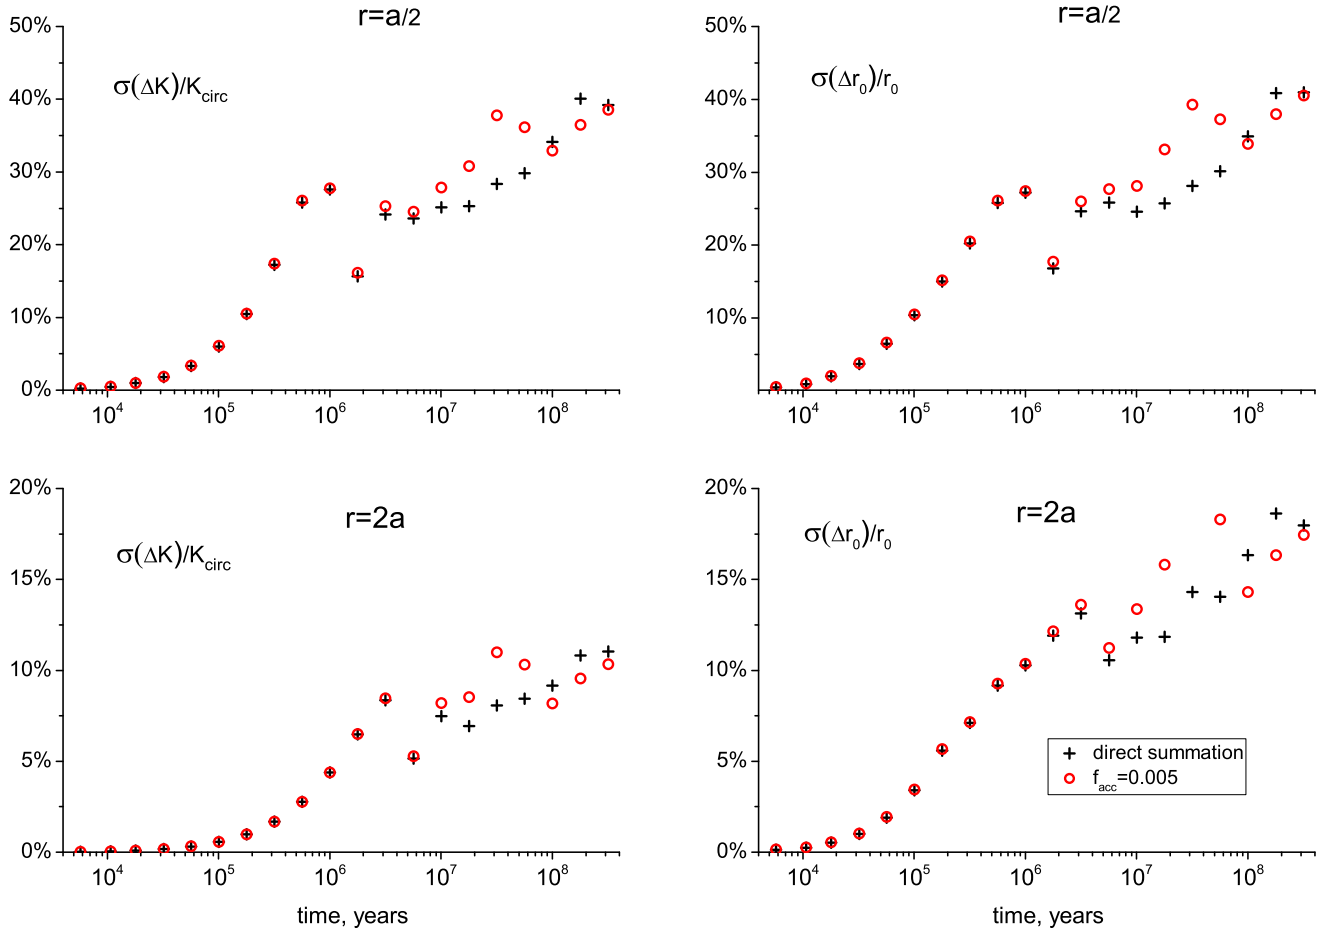 r=a/2
σ(ΔK)/K_circ
50%
40%
30%
20%
10%
0%
10^4 10^5 10^6 10^7 10^8
r=a/2
σ(Δr_0)/r_0
50%
40%
30%
20%
10%
10^4 10^5 10^6 10^7 10^8
r=2a
σ(ΔK)/K_circ
20%
15%
10%
5%
0%
10^4 10^5 10^6 10^7 10^8
time, years
r=2a
σ(Δr_0)/r_0
20%
15%
10%
5%
0%
direct summation
f_acc=0.005
10^4 10^5 10^6 10^7 10^8
time, years